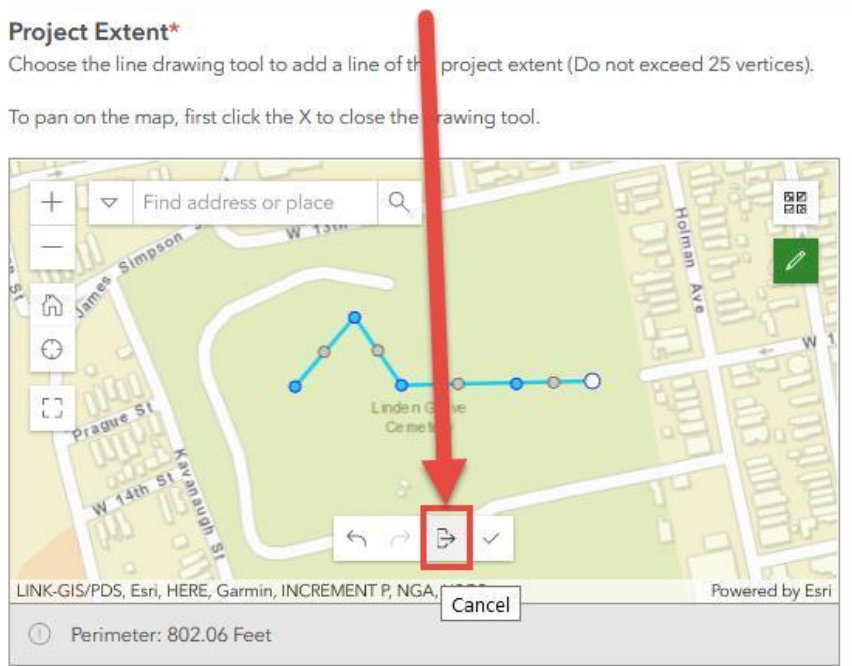 Project Extent*
Choose the line drawing tool to add a line of the project extent (Do not exceed 25 vertices).
To pan on the map, first click the X to close the drawing tool.
Find address or place
W 13th
James Simpson
St
Holman Ave
W 1
Prague St
Linden Grove
Cemetery
W 14th St
Kavanaugh St
LINK-GIS/PDS, Esri, HERE, Garmin, INCREMENT P, NGA,
Powered by Esri
Cancel
Perimeter: 802.06 Feet